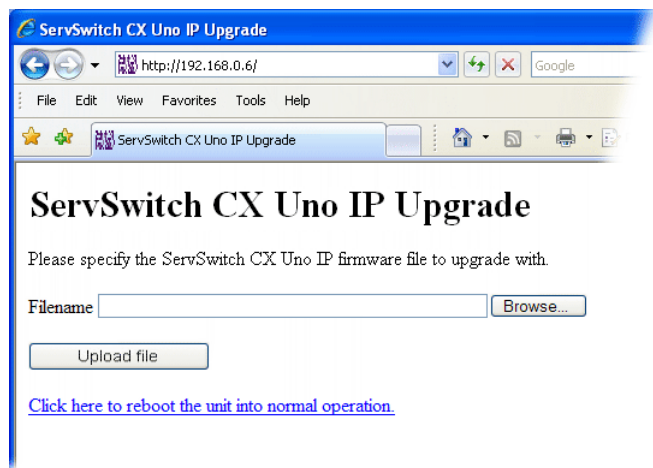 ServSwitch CX Uno IP Upgrade
http://192.168.0.6/
Google
File Edit View Favorites Tools Help
ServSwitch CX Uno IP Upgrade
ServSwitch CX Uno IP Upgrade
Please specify the ServSwitch CX Uno IP firmware file to upgrade with.
Filename Browse...
Upload file
Click here to reboot the unit into normal operation.